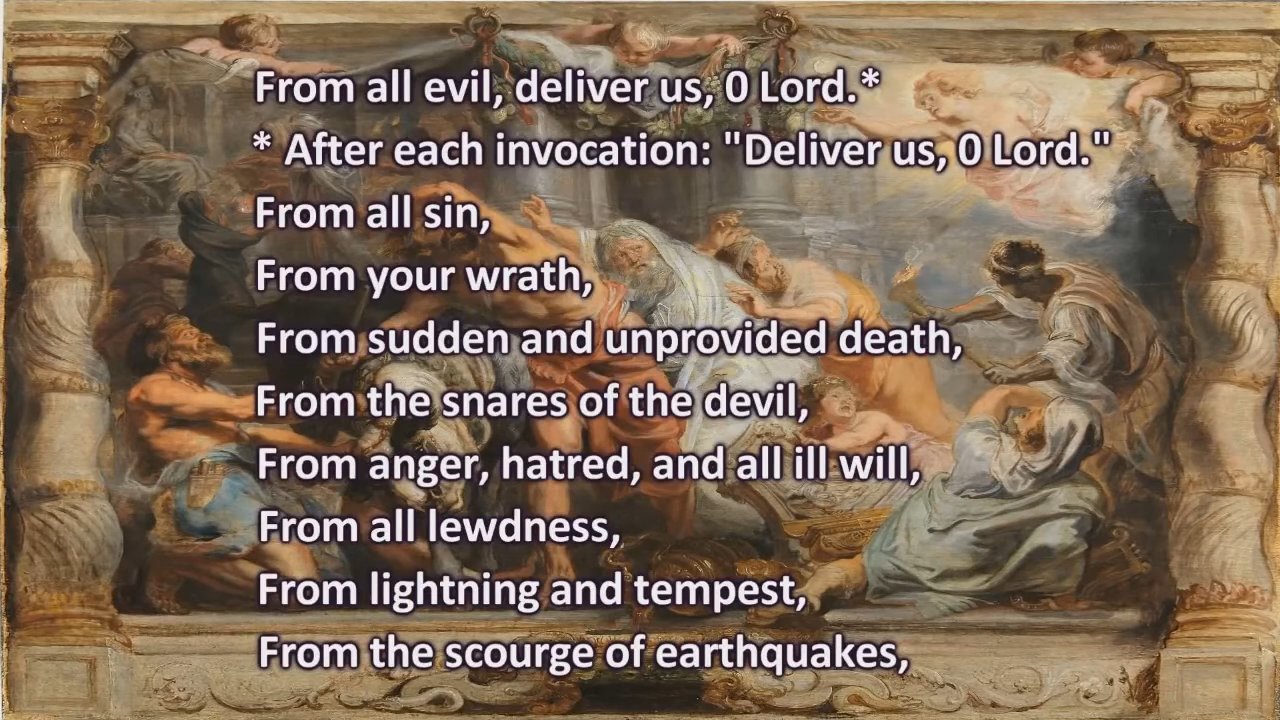 From all evil, deliver us, 0 Lord.*
* After each invocation: "Deliver us, 0 Lord."
From all sin,
From your wrath,
From sudden and unprovided death,
From the snares of the devil,
From anger, hatred, and all ill will,
From all lewdness,
From lightning and tempest,
From the scourge of earthquakes,